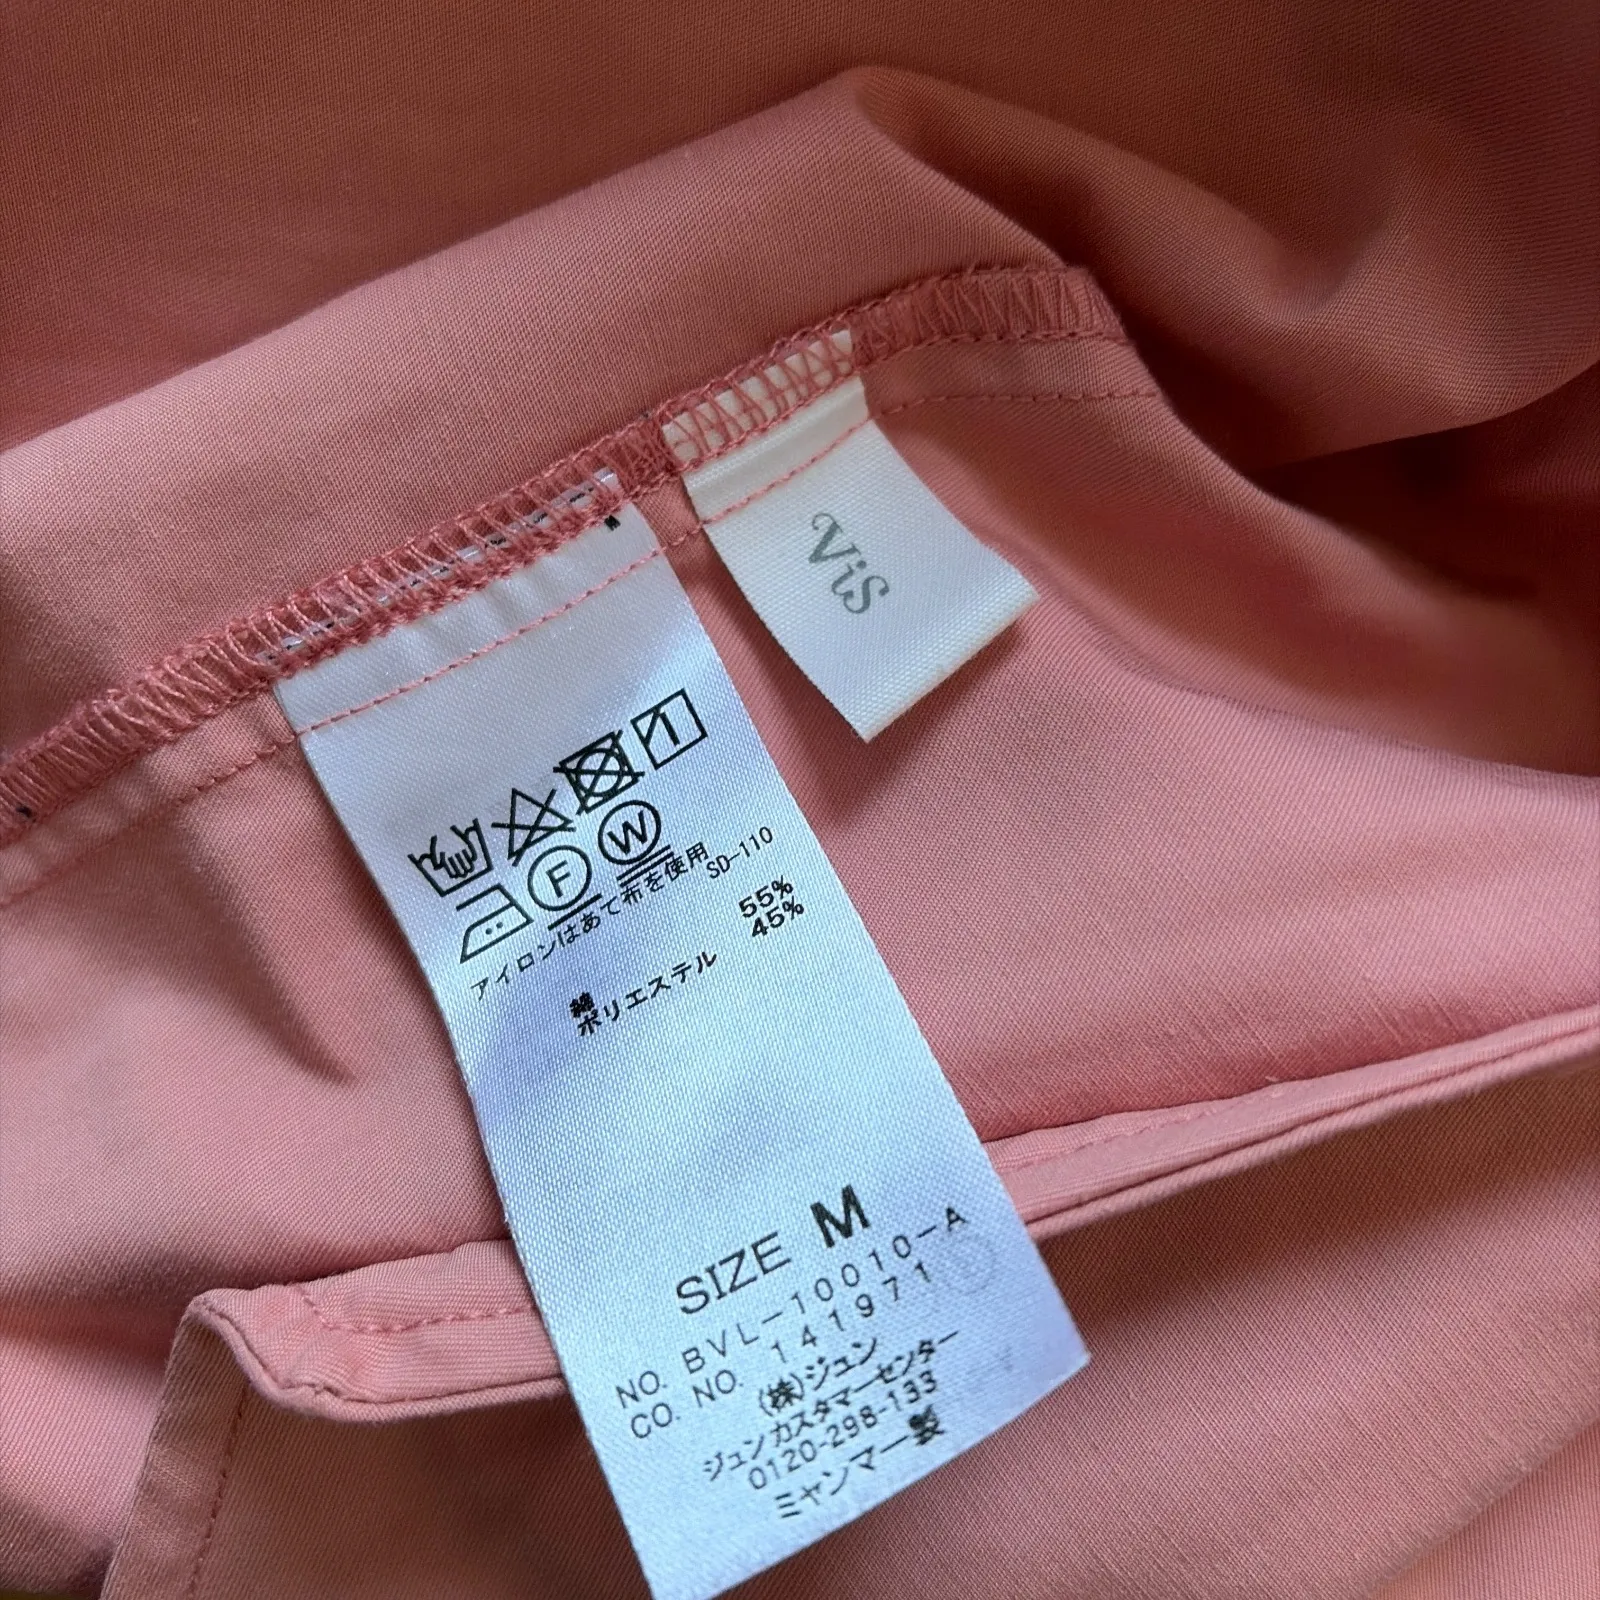 ViS
F
W
アイロンはあて布を使用
SD-110
綿 55%
ポリエステル 45%
SIZE M
NO. BVL-10010-A
CO. NO. 141971
(株)ジュン
ジュンカスタマーセンター
0120-298-133
ミャンマー製